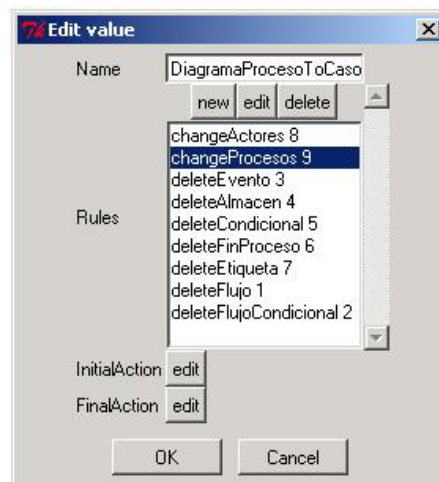 Edit value
Name DiagramaProcesoToCaso
new edit delete
changeActores 8
changeProcesos 9
deleteEvento 3
deleteAlmacen 4
Rules
deleteCondicional 5
deleteFinProceso 6
deleteEtiqueta 7
deleteFlujo 1
deleteFlujoCondicional 2
InitialAction edit
FinalAction edit
OK Cancel